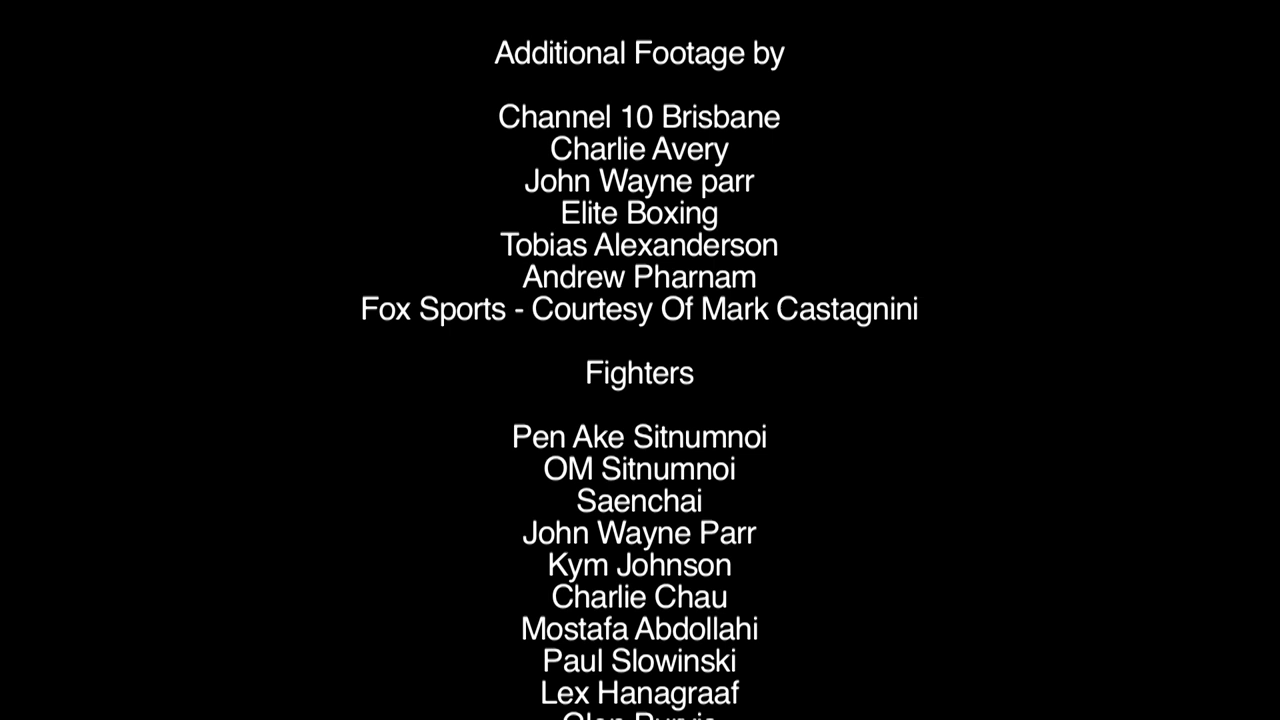 Additional Footage by
Channel 10 Brisbane
Charlie Avery
John Wayne parr
Elite Boxing
Tobias Alexanderson
Andrew Pharnam
Fox Sports - Courtesy Of Mark Castagnini
Fighters
Pen Ake Sitnumnoi
OM Sitnumnoi
Saenchai
John Wayne Parr
Kym Johnson
Charlie Chau
Mostafa Abdollahi
Paul Slowinski
Lex Hanagraaf